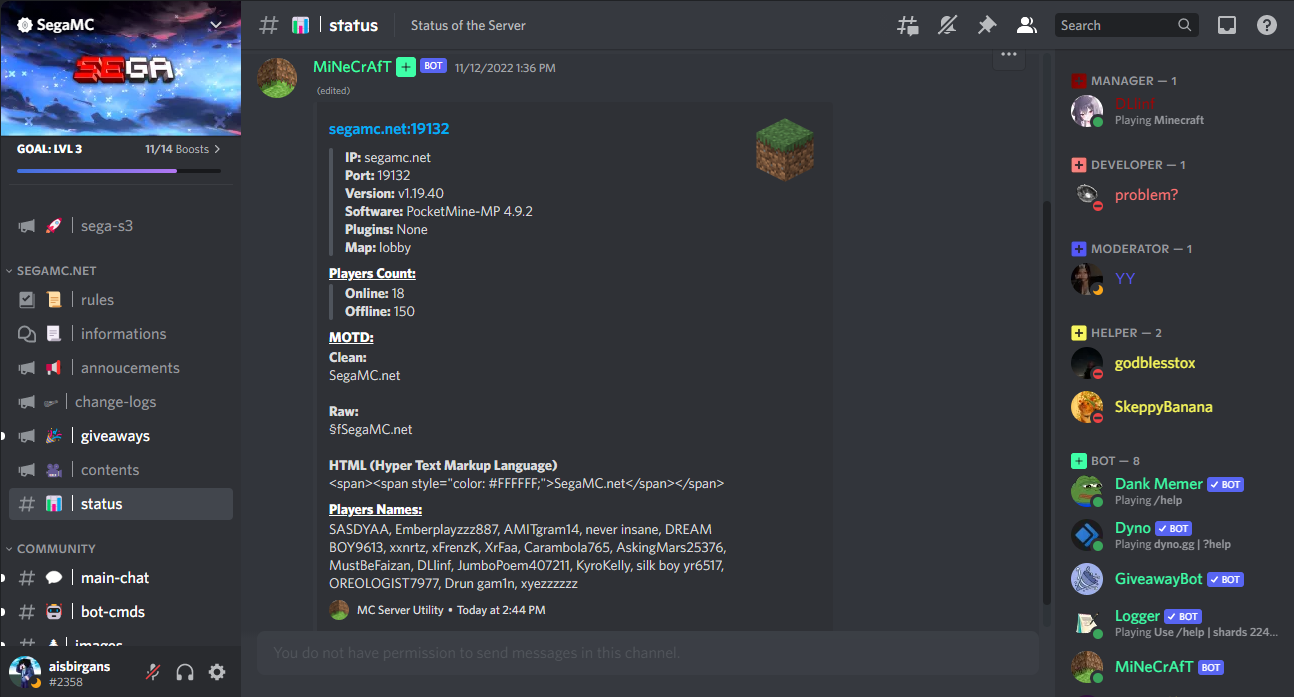 SegaMC
SEGA
GOAL: LVL 3
11/14 Boosts
sega-s3
SEGAMC.NET
rules
informations
annoucements
change-logs
giveaways
contents
status
COMMUNITY
main-chat
bot-cmds
images
aisbirgans
#2358
status
Status of the Server
Search
MiNeCrAfT BOT 11/12/2022 1:36 PM
(edited)
segamc.net:19132
IP: segamc.net
Port: 19132
Version: v1.19.40
Software: PocketMine-MP 4.9.2
Plugins: None
Map: lobby
Players Count:
Online: 18
Offline: 150
MOTD:
Clean:
SegaMC.net
Raw:
§fSegaMC.net
HTML (Hyper Text Markup Language)
<span><span style="color: #FFFFFF;">SegaMC.net</span></span>
Players Names:
SASDYAA, Emberplayzzz887, AMITgram14, never insane, DREAM
BOY9613, xxnrtz, xFrenzK, XrFaa, Carambola765, AskingMars25376,
MustBeFaizan, DLlinf, JumboPoem407211, KyroKelly, silk boy yr6517,
OREOLOGIST7977, Drun gam1n, xyezzzzzz
MC Server Utility • Today at 2:44 PM
You do not have permission to send messages in this channel.
MANAGER — 1
DLlinf
Playing Minecraft
DEVELOPER — 1
problem?
MODERATOR — 1
YY
HELPER — 2
godblesstox
SkeppyBanana
BOT — 8
Dank Memer BOT
Playing /help
Dyno BOT
Playing dyno.gg | ?help
GiveawayBot BOT
Logger BOT
Playing Use /help | shards 224...
MiNeCrAfT BOT